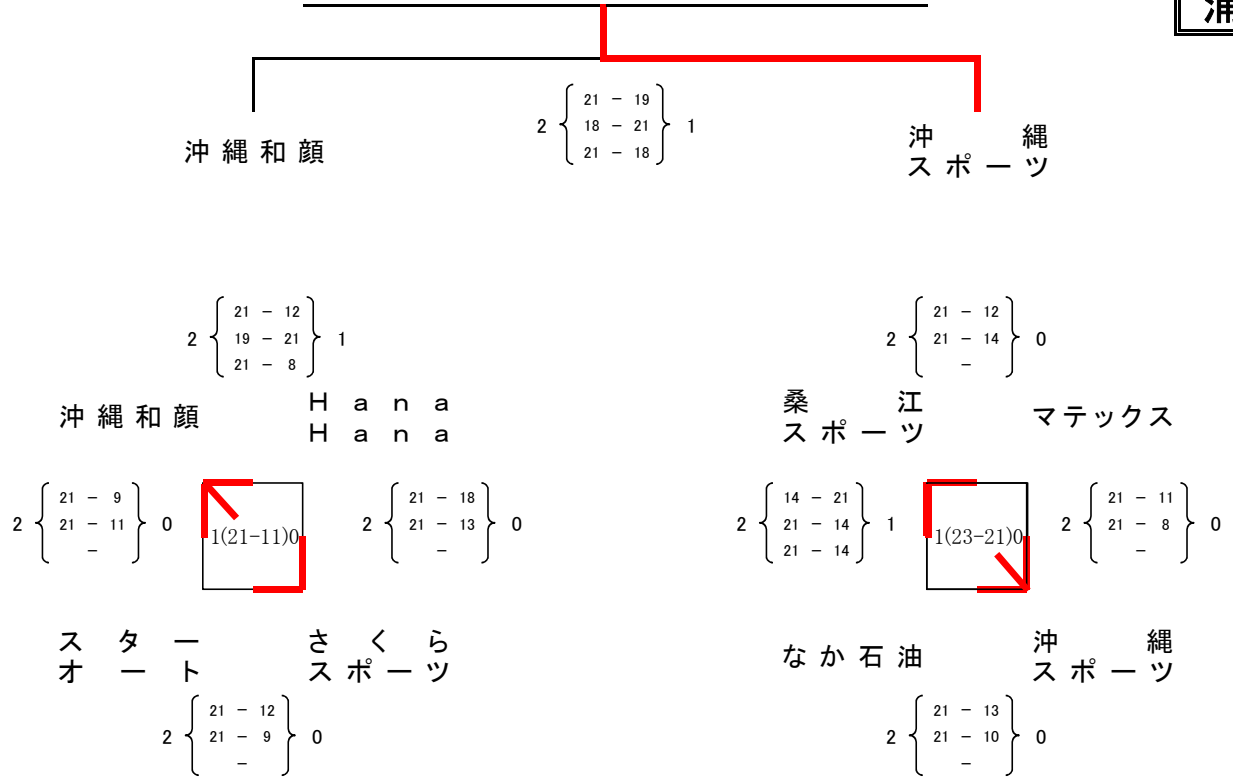 21 − 19
2 18 − 21 1
21 − 18
沖縄和顔
沖縄
スポーツ
21 − 12
2 19 − 21 1
21 − 8
21 − 12
2 21 − 14 0
−
沖縄和顔
Hana
Hana
桑江
スポーツ
マテックス
21 − 9
2 21 − 11 0
−
1(21-11)0
21 − 18
2 21 − 13 0
−
14 − 21
2 21 − 14 1
21 − 14
1(23-21)0
21 − 11
2 21 − 8 0
−
スター
オート
さくら
スポーツ
なか石油
沖縄
スポーツ
21 − 12
2 21 − 9 0
−
21 − 13
2 21 − 10 0
−